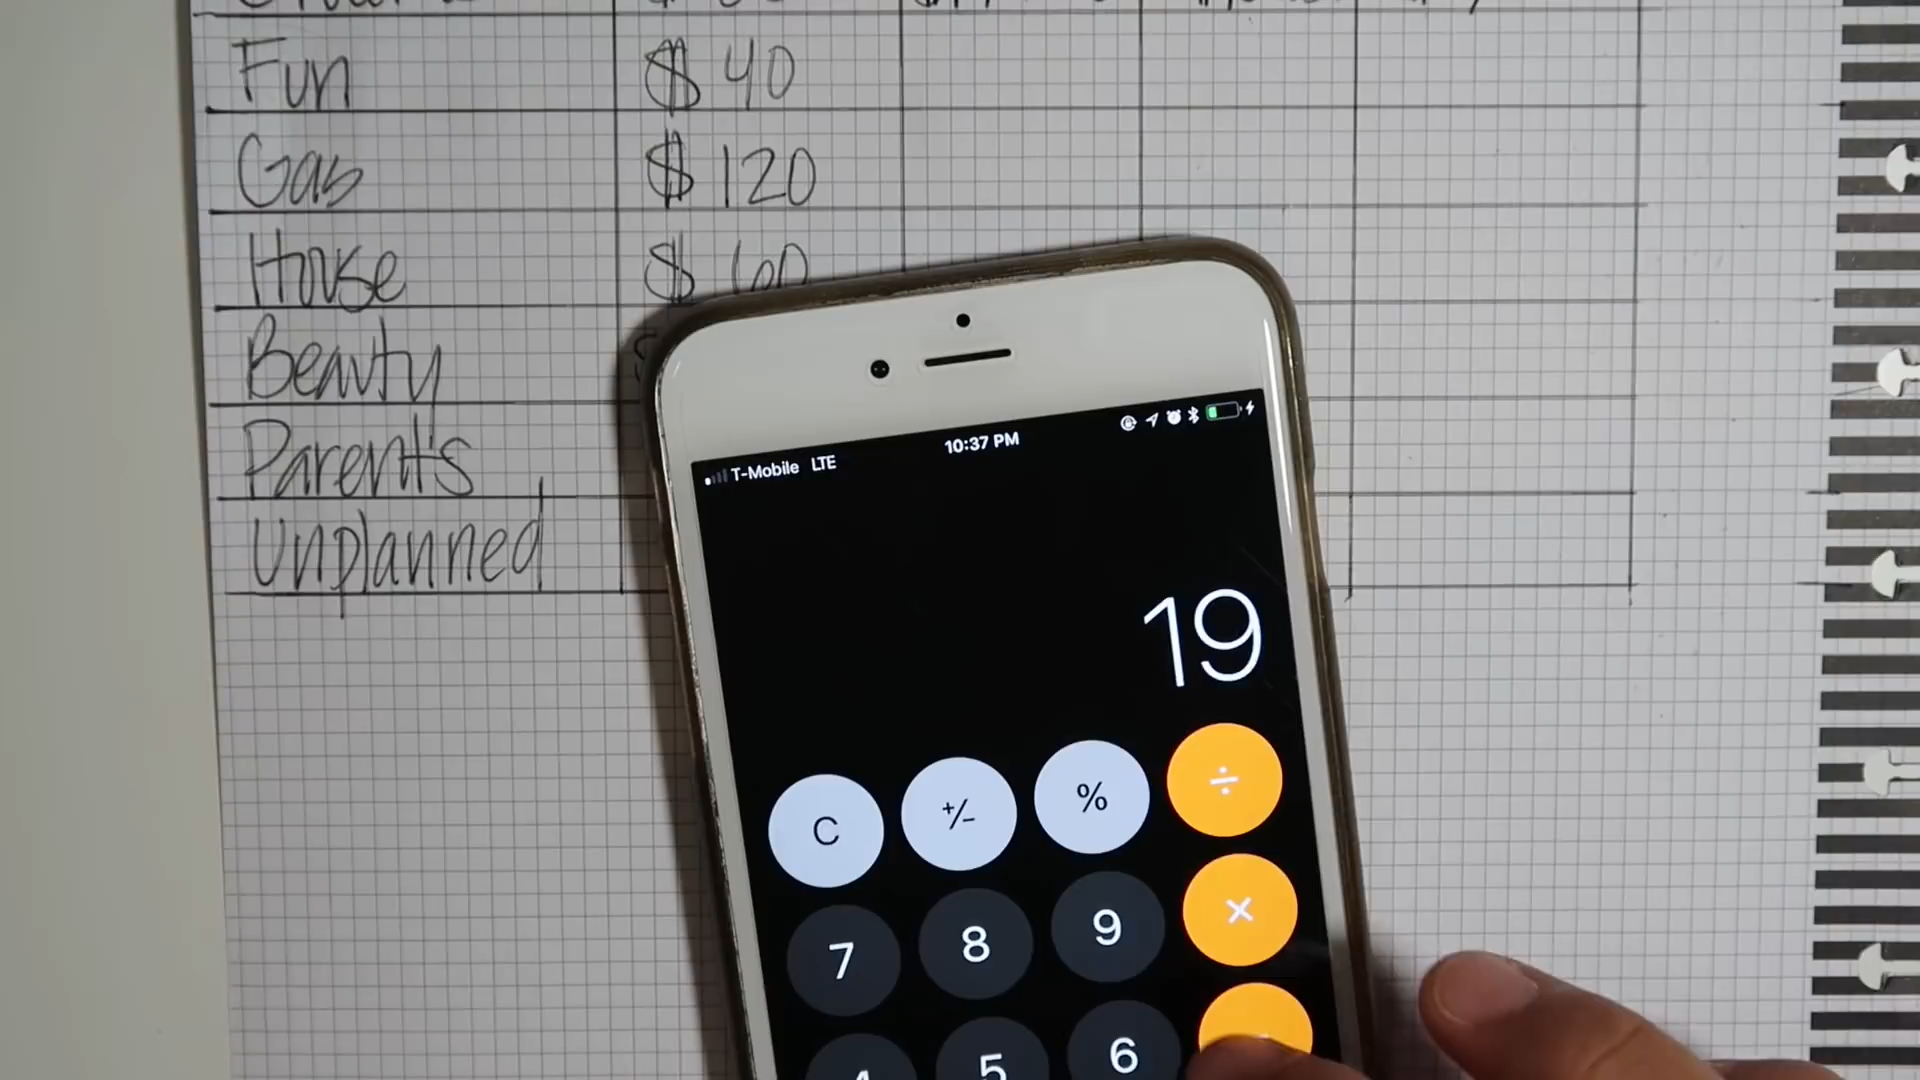 Fun $ 40
Gas $ 120
House $ 100
Beauty
Parents
Unplanned
T-Mobile LTE 10:37 PM
19
C +/- % ÷
7 8 9 ×
5 6